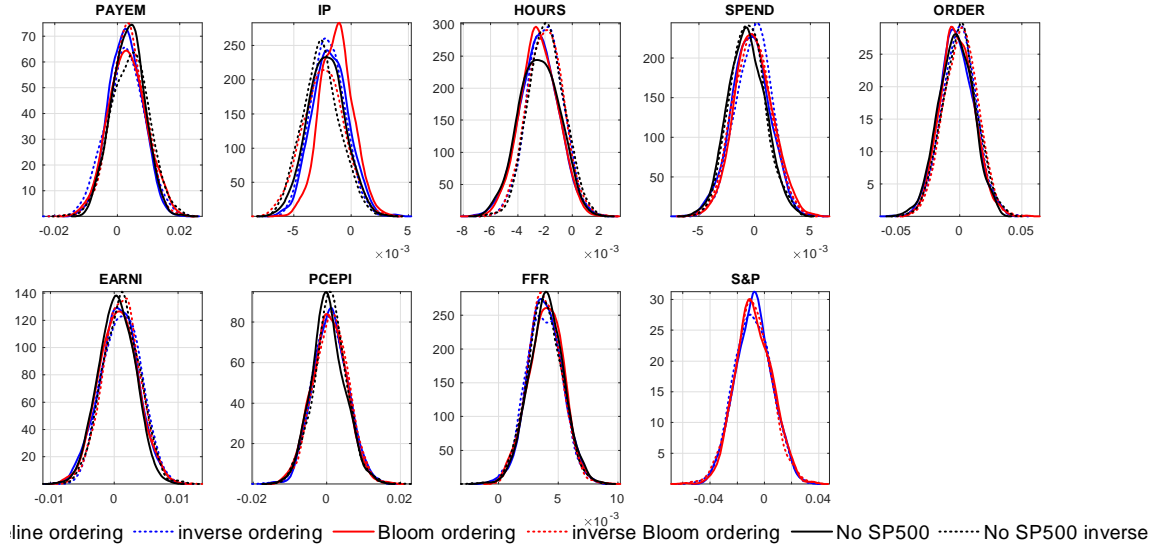 PAYEM IP HOURS SPEND ORDER
70 60 50 40 30 20 10
-0.02 0 0.02
250 200 150 100 50
-5 0 5
×10⁻³
300 250 200 150 100 50 0
-8 -6 -4 -2 0 2
×10⁻³
200 150 100 50 0
-5 0 5
×10⁻³
25 20 15 10 5
-0.05 0 0.05
EARNI PCEPI FFR S&P
140 120 100 80 60 40 20
-0.01 0 0.01
80 60 40 20
-0.02 0 0.02
250 200 150 100 50 0
0 5 10
×10⁻³
30 25 20 15 10 5
-0.04 0 0.04
line ordering inverse ordering Bloom ordering inverse Bloom ordering No SP500 No SP500 inverse